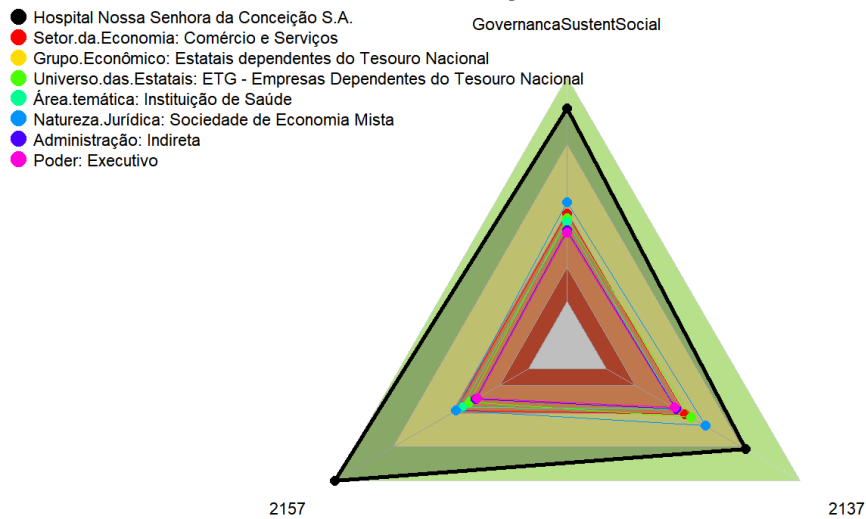 Hospital Nossa Senhora da Conceição S.A.
GovernancaSustentSocial
Setor.da.Economia: Comércio e Serviços
Grupo.Econômico: Estatais dependentes do Tesouro Nacional
Universo.das.Estatais: ETG - Empresas Dependentes do Tesouro Nacional
Área.temática: Instituição de Saúde
Natureza.Jurídica: Sociedade de Economia Mista
Administração: Indireta
Poder: Executivo
2157
2137